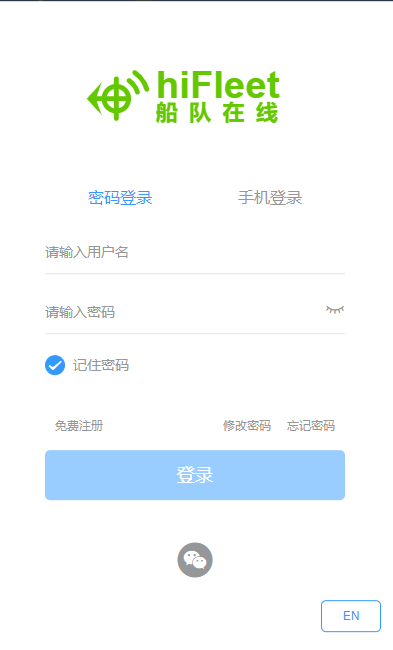 hiFleet
船队在线
密码登录 手机登录
请输入用户名
请输入密码
记住密码
免费注册 修改密码 忘记密码
登录
EN